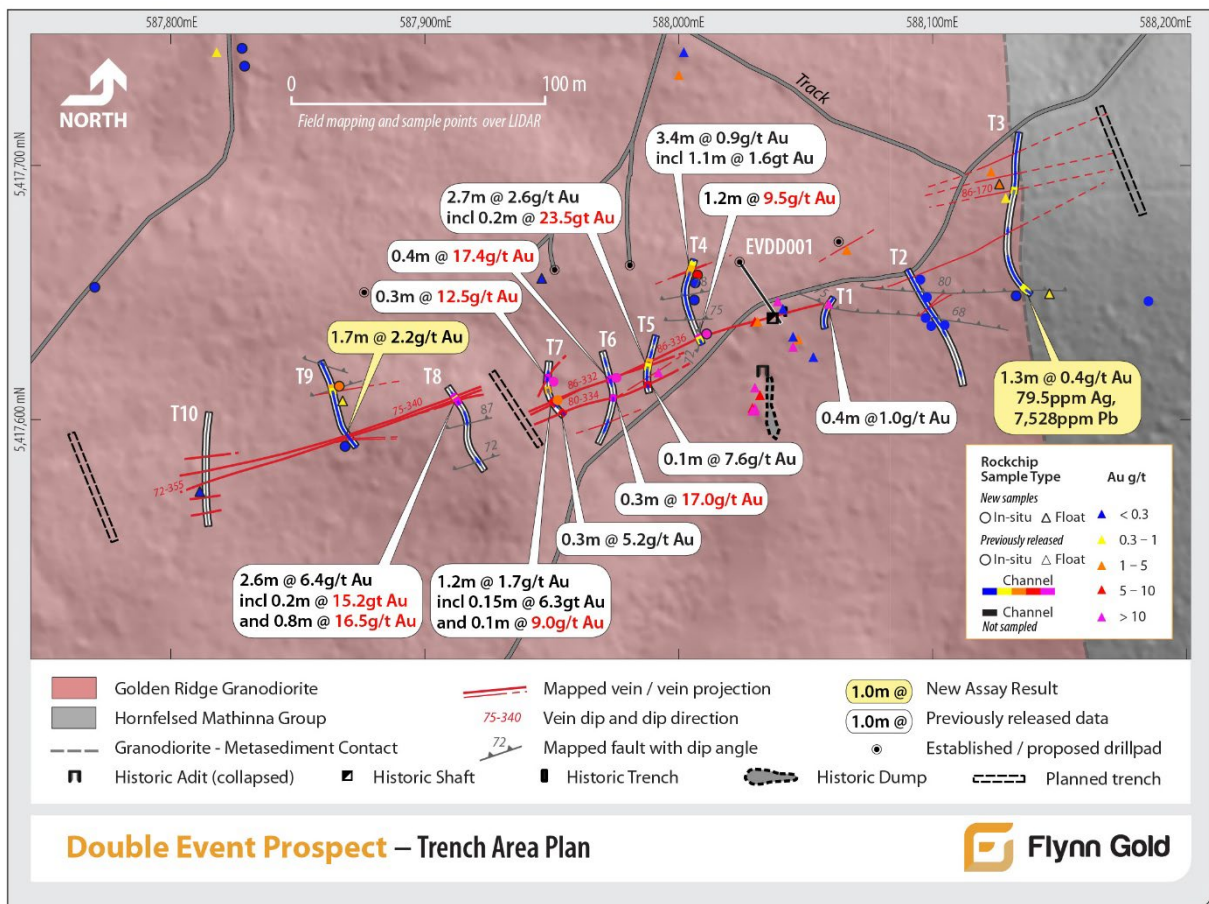 587,800mE
587,900mE
588,000mE
588,100mE
588,200mE
5,417,700 mN
5,417,600 mN
NORTH
0
100 m
Field mapping and sample points over LIDAR
Track
3.4m @ 0.9g/t Au
incl 1.1m @ 1.6gt Au
2.7m @ 2.6g/t Au
incl 0.2m @ 23.5gt Au
1.2m @ 9.5g/t Au
0.4m @ 17.4g/t Au
0.3m @ 12.5g/t Au
1.7m @ 2.2g/t Au
EVDD001
T3
T4
T2
T1
T5
T6
T7
T8
T9
T10
86-170
80
68
75
72
86-336
86-332
80-334
75-340
87
72
72-355
1.3m @ 0.4g/t Au
79.5ppm Ag,
7,528ppm Pb
0.4m @ 1.0g/t Au
0.1m @ 7.6g/t Au
0.3m @ 17.0g/t Au
0.3m @ 5.2g/t Au
2.6m @ 6.4g/t Au
incl 0.2m @ 15.2gt Au
and 0.8m @ 16.5g/t Au
1.2m @ 1.7g/t Au
incl 0.15m @ 6.3gt Au
and 0.1m @ 9.0g/t Au
Rockchip
Sample Type
Au g/t
New samples
In-situ Float
Previously released
In-situ Float
Channel
Channel
Not sampled
< 0.3
0.3 – 1
1 – 5
5 – 10
> 10
Golden Ridge Granodiorite
Mapped vein / vein projection
1.0m @ New Assay Result
Hornfelsed Mathinna Group
75-340 Vein dip and dip direction
1.0m @ Previously released data
Granodiorite - Metasediment Contact
72 Mapped fault with dip angle
Established / proposed drillpad
Historic Adit (collapsed)
Historic Shaft
Historic Trench
Historic Dump
Planned trench
Double Event Prospect – Trench Area Plan
Flynn Gold